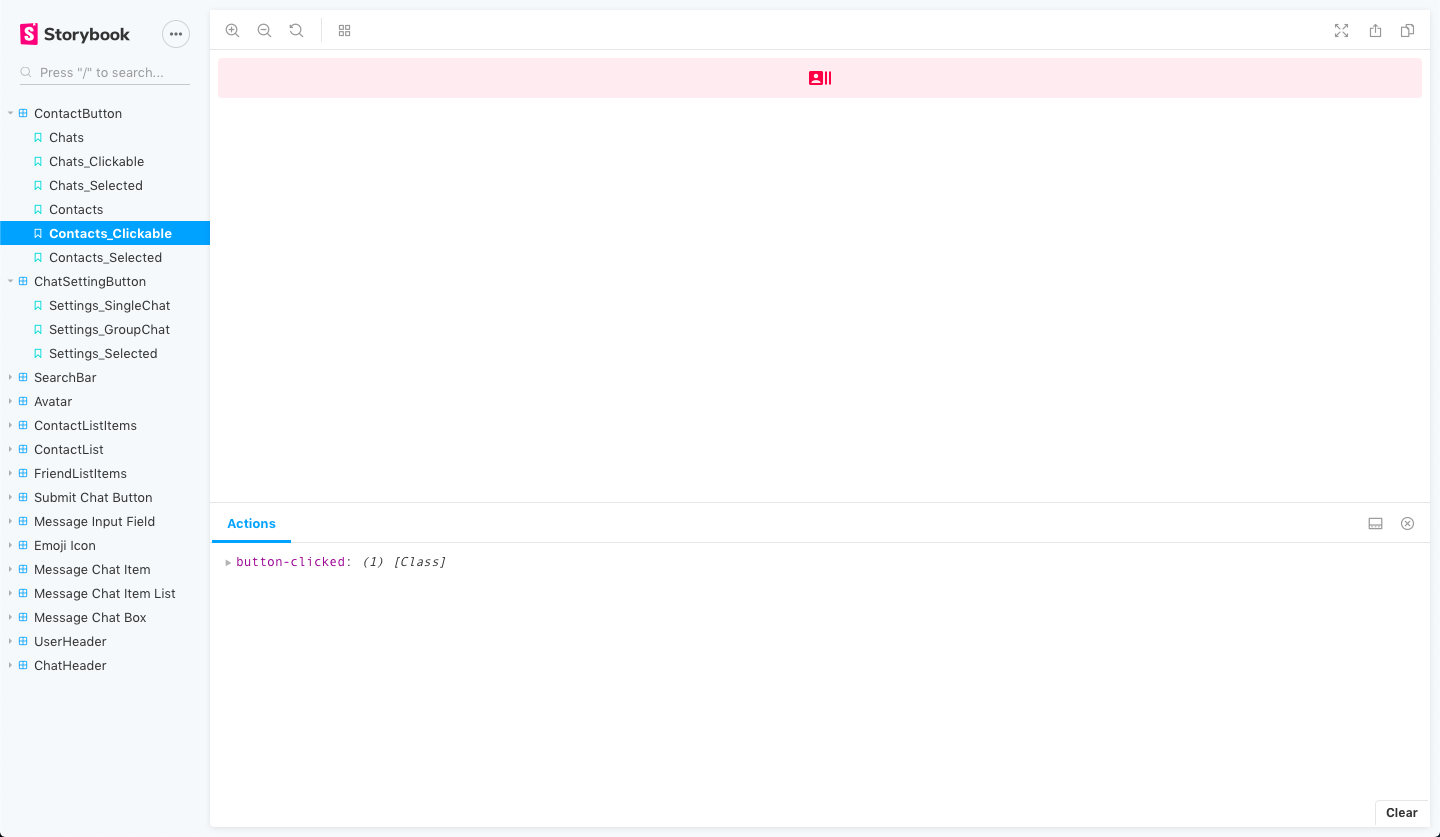 Storybook
Press "/" to search...
ContactButton
Chats
Chats_Clickable
Chats_Selected
Contacts
Contacts_Clickable
Contacts_Selected
ChatSettingButton
Settings_SingleChat
Settings_GroupChat
Settings_Selected
SearchBar
Avatar
ContactListItems
ContactList
FriendListItems
Submit Chat Button
Message Input Field
Emoji Icon
Message Chat Item
Message Chat Item List
Message Chat Box
UserHeader
ChatHeader
Actions
button-clicked: (1) [Class]
Clear